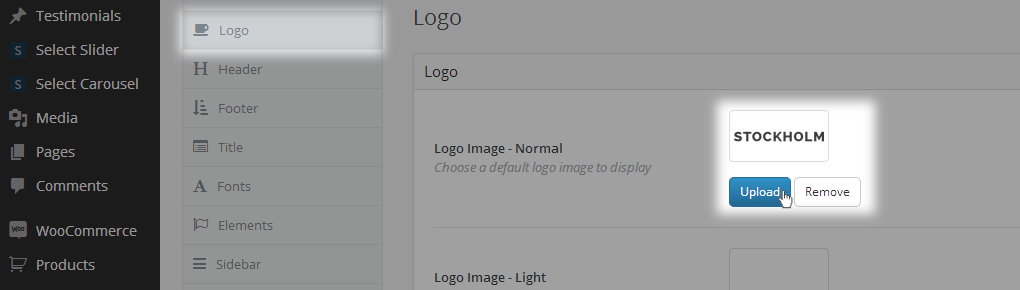 Testimonials
Select Slider
Select Carousel
Media
Pages
Comments
WooCommerce
Products
Logo
Header
Footer
Title
Fonts
Elements
Sidebar
Logo
Logo
Logo Image - Normal
Choose a default logo image to display
STOCKHOLM
Upload
Remove
Logo Image - Light